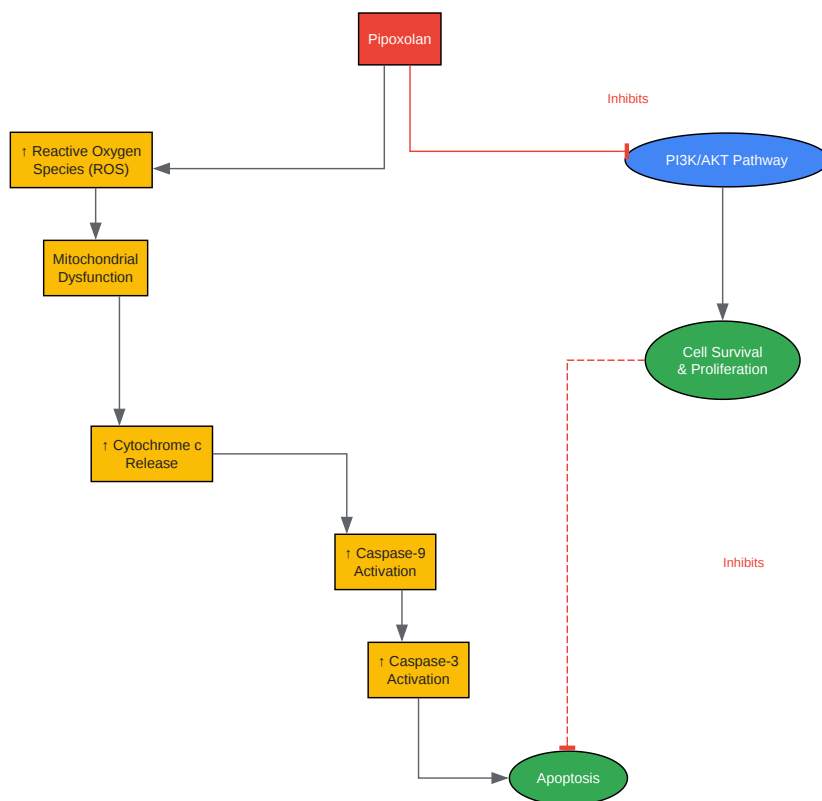 Pipoxolan
Inhibits
↑ Reactive Oxygen
Species (ROS)
PI3K/AKT Pathway
Mitochondrial
Dysfunction
Cell Survival
& Proliferation
↑ Cytochrome c
Release
↑ Caspase-9
Activation
Inhibits
↑ Caspase-3
Activation
Apoptosis